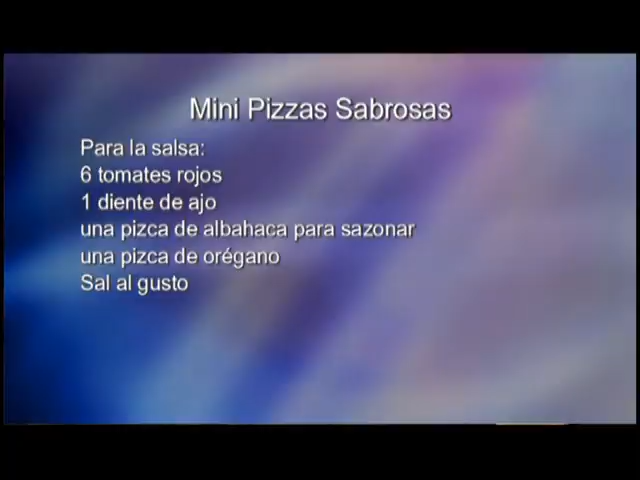 Mini Pizzas Sabrosas
Para la salsa:
6 tomates rojos
1 diente de ajo
una pizca de albahaca para sazonar
una pizca de orégano
Sal al gusto